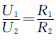 U₁/U₂ = R₁/R₂